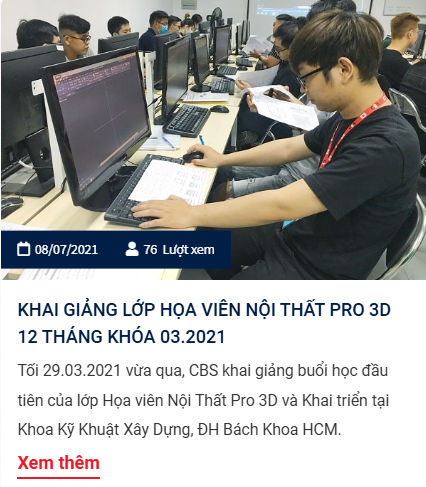 08/07/2021 76 Lượt xem
KHAI GIẢNG LỚP HỌA VIÊN NỘI THẤT PRO 3D
12 THÁNG KHÓA 03.2021
Tối 29.03.2021 vừa qua, CBS khai giảng buổi học đầu
tiên của lớp Họa viên Nội Thất Pro 3D và Khai triển tại
Khoa Kỹ Khuật Xây Dựng, ĐH Bách Khoa HCM.
Xem thêm